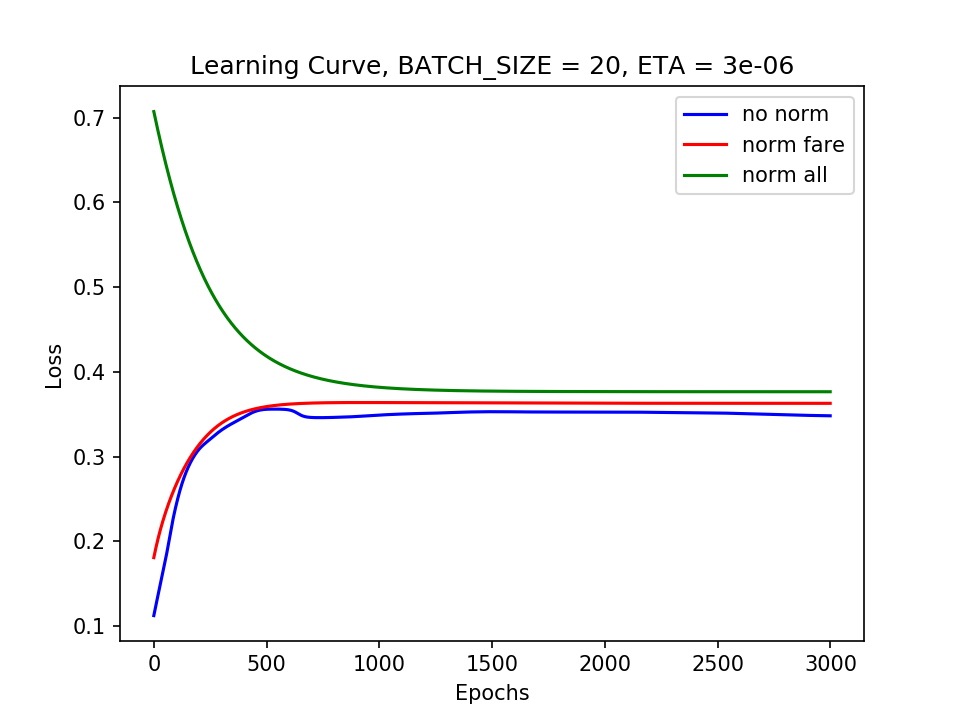 Learning Curve, BATCH_SIZE = 20, ETA = 3e-06
no norm
norm fare
norm all
Loss
0.7
0.6
0.5
0.4
0.3
0.2
0.1
0 500 1000 1500 2000 2500 3000
Epochs